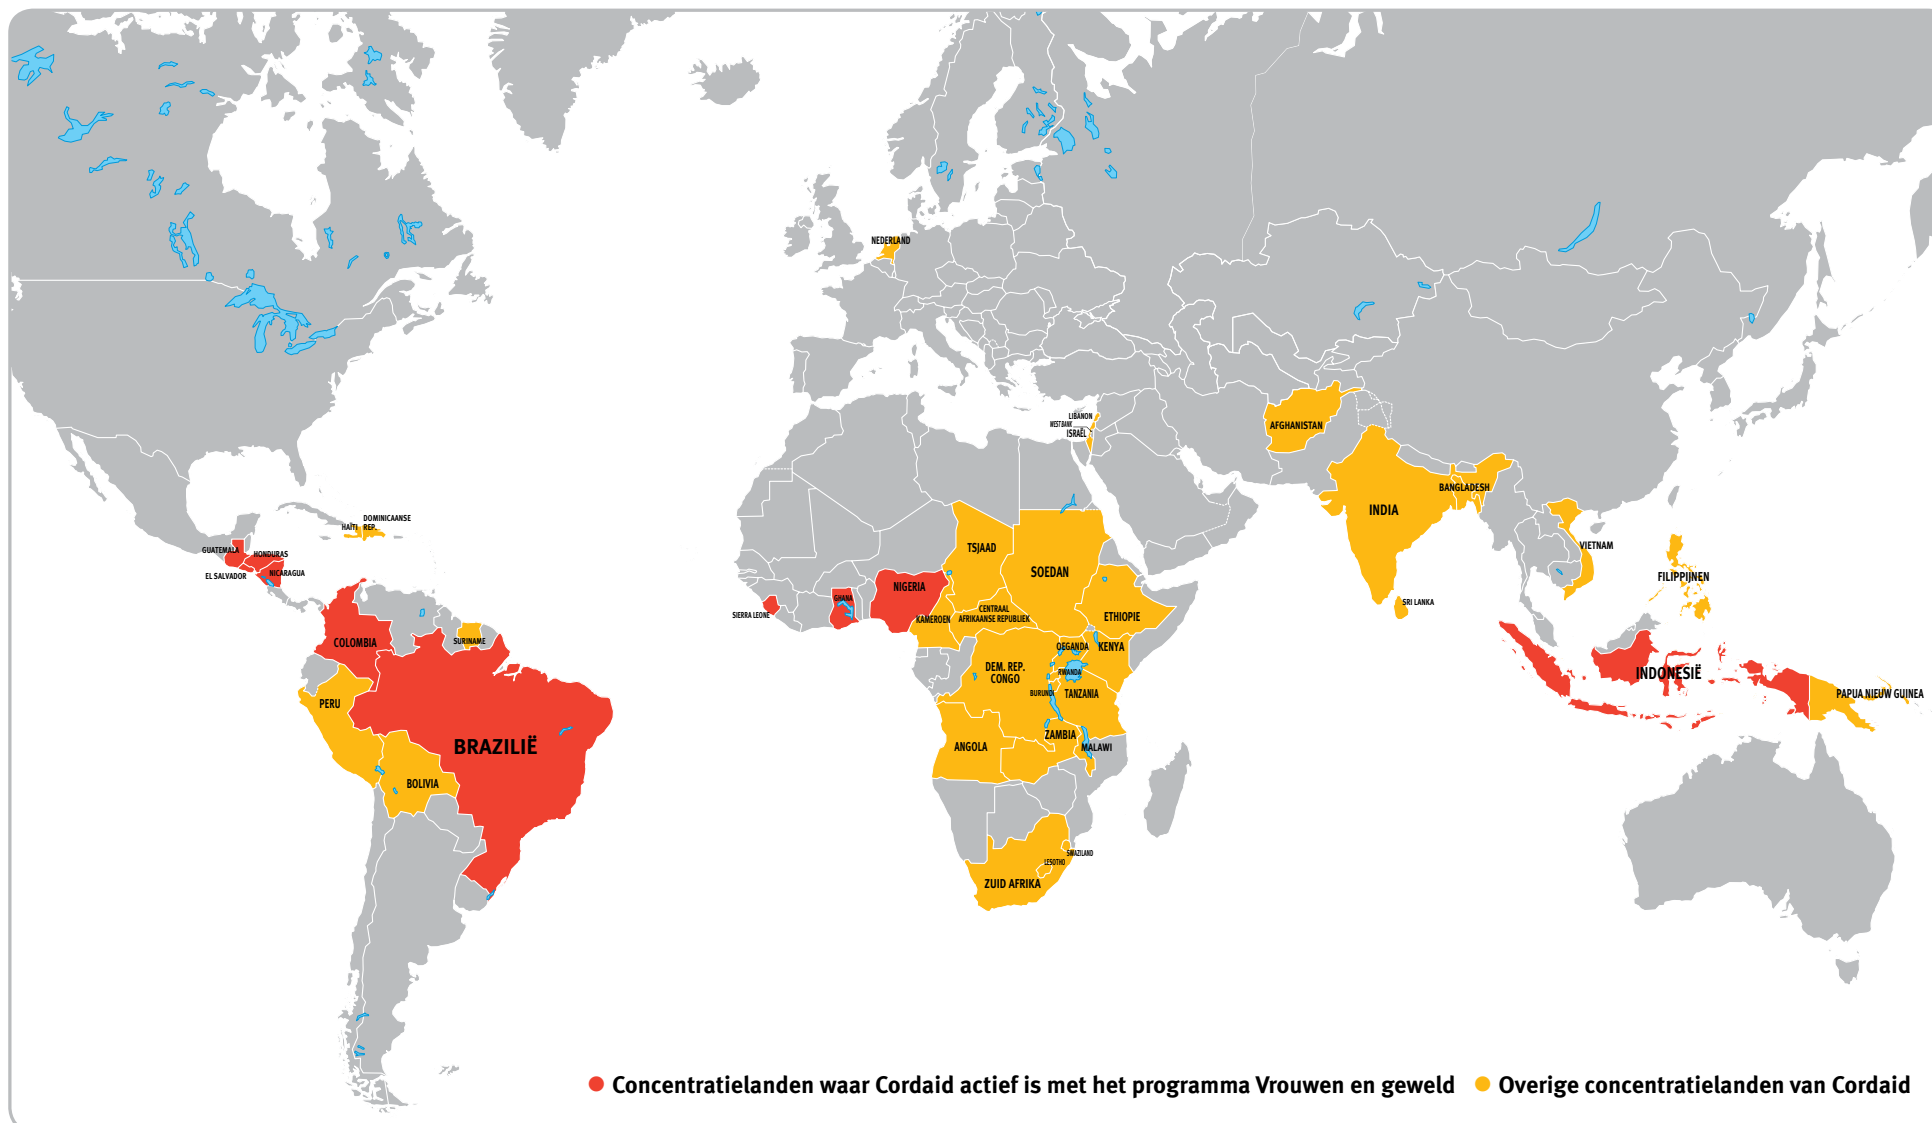 NEDERLAND
LIBANON
WESTBANK
ISRAËL
AFGHANISTAN
BANGLADESH
INDIA
DOMINICAANSE
HAÏTI REP.
GUATEMALA
HONDURAS
EL SALVADOR
NICARAGUA
TSJAAD
SOEDAN
VIETNAM
NIGERIA
FILIPPIJNEN
GHANA
SIERRA LEONE
SRI LANKA
CENTRAAL
AFRIKAANSE REPUBLIEK
KAMEROEN
ETHIOPIE
COLOMBIA
SURINAME
OEGANDA
KENYA
DEM. REP.
CONGO
RWANDA
INDONESIË
BURUNDI
TANZANIA
PAPUA NIEUW GUINEA
PERU
ZAMBIA
BRAZILIË
ANGOLA
MALAWI
BOLIVIA
SWAZILAND
LESOTHO
ZUID AFRIKA
Concentratielanden waar Cordaid actief is met het programma Vrouwen en geweld
Overige concentratielanden van Cordaid